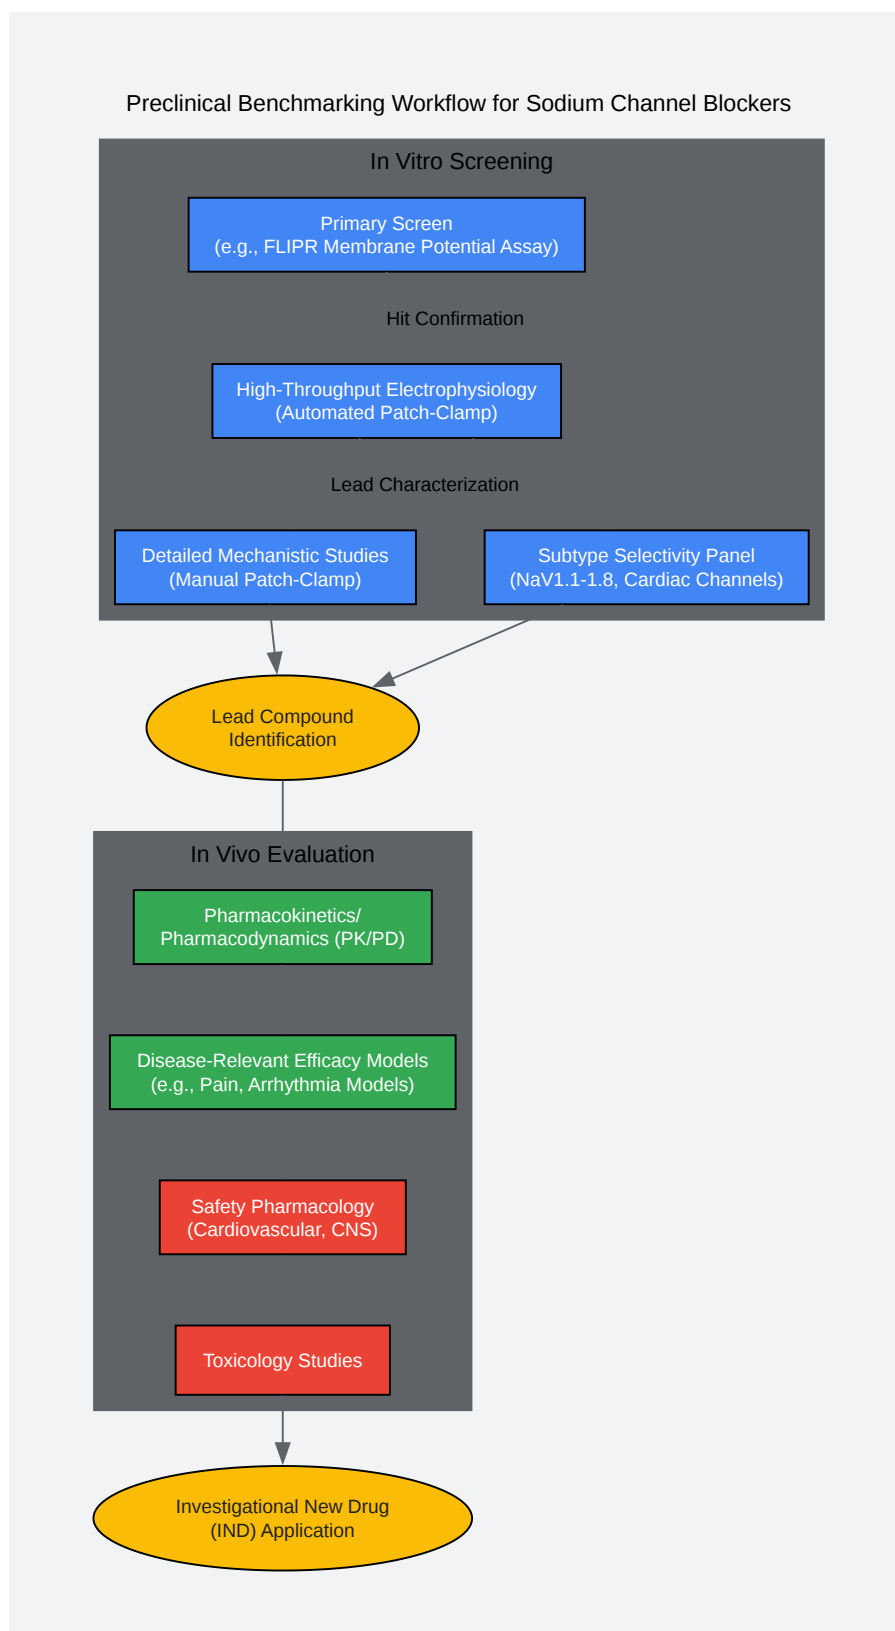 Preclinical Benchmarking Workflow for Sodium Channel Blockers
In Vitro Screening
Primary Screen
(e.g., FLIPR Membrane Potential Assay)
Hit Confirmation
High-Throughput Electrophysiology
(Automated Patch-Clamp)
Lead Characterization
Detailed Mechanistic Studies
(Manual Patch-Clamp)
Subtype Selectivity Panel
(NaV1.1-1.8, Cardiac Channels)
Lead Compound
Identification
In Vivo Evaluation
Pharmacokinetics/
Pharmacodynamics (PK/PD)
Disease-Relevant Efficacy Models
(e.g., Pain, Arrhythmia Models)
Safety Pharmacology
(Cardiovascular, CNS)
Toxicology Studies
Investigational New Drug
(IND) Application